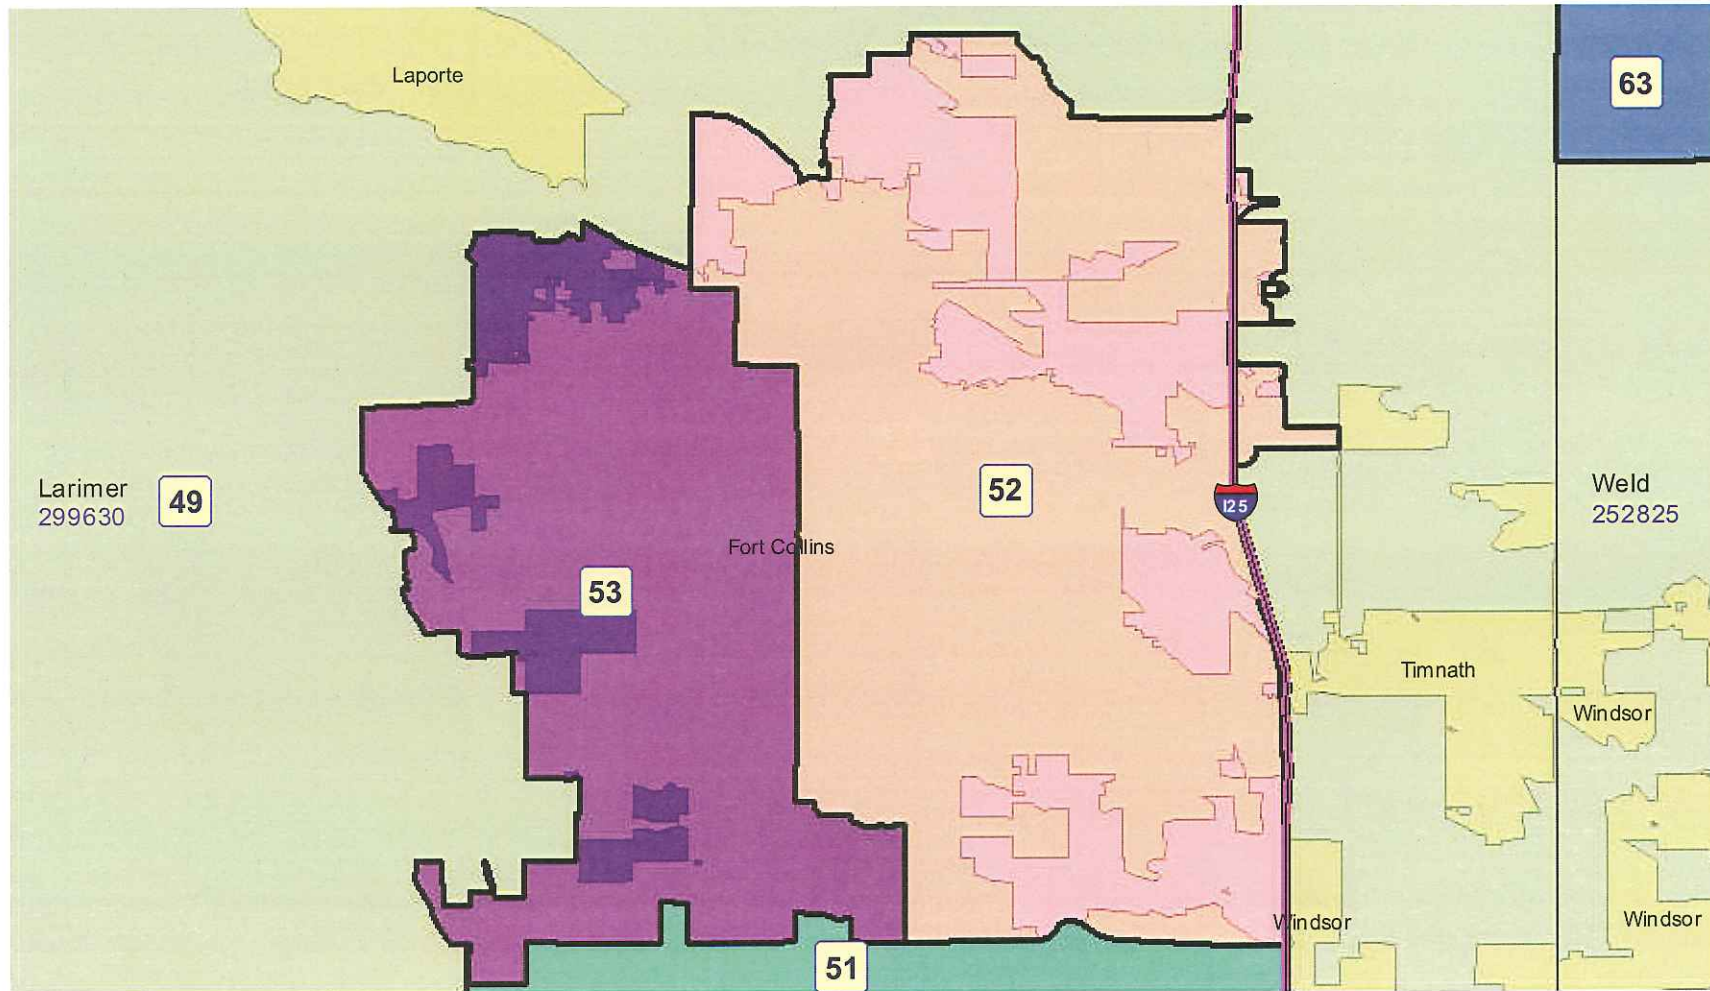 Laporte
63
Larimer
299630
49
52
I25
Weld
252825
Fort Collins
53
Timnath
Windsor
Windsor
Windsor
51